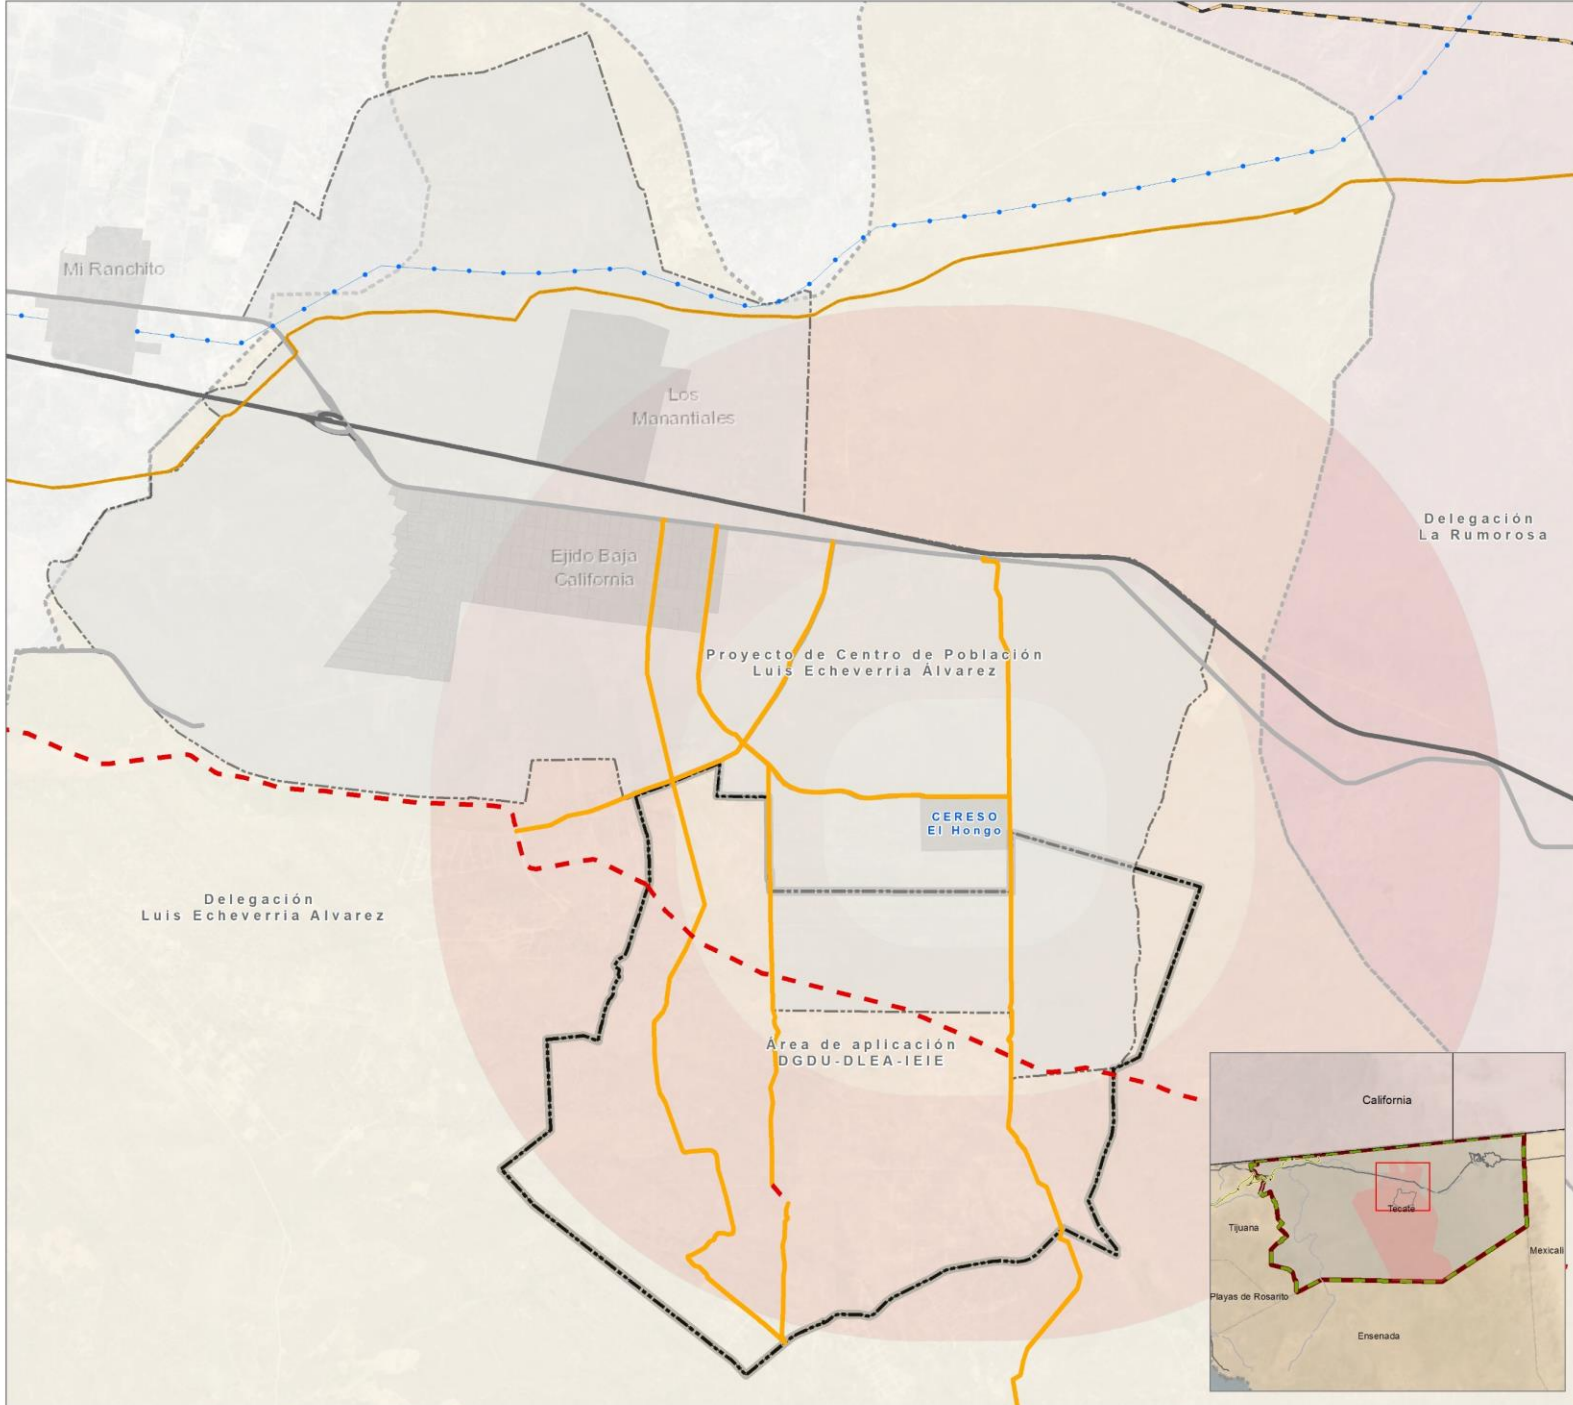 Mi Ranchito
Los
Manantiales
Delegación
La Rumorosa
Ejido Baja
California
Proyecto de Centro de Población
Luis Echeverria Álvarez
CERESO
El Hongo
Delegación
Luis Echeverria Alvarez
Área de aplicación
DGDU-DLEA-IEIE
California
Tecate
Tijuana
Mexicali
Playas de Rosarito
Ensenada